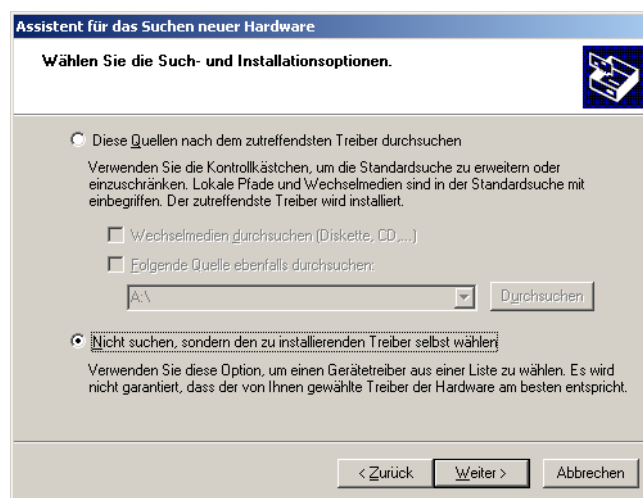 Assistent für das Suchen neuer Hardware
Wählen Sie die Such- und Installationsoptionen.
Diese Quellen nach dem zutreffendsten Treiber durchsuchen
Verwenden Sie die Kontrollkästchen, um die Standardsuche zu erweitern oder
einzuschränken. Lokale Pfade und Wechselmedien sind in der Standardsuche mit
einbegriffen. Der zutreffendste Treiber wird installiert.
Wechselmedien durchsuchen (Diskette, CD,...)
Folgende Quelle ebenfalls durchsuchen:
A:\
Durchsuchen
Nicht suchen, sondern den zu installierenden Treiber selbst wählen
Verwenden Sie diese Option, um einen Gerätetreiber aus einer Liste zu wählen. Es wird
nicht garantiert, dass der von Ihnen gewählte Treiber der Hardware am besten entspricht.
< Zurück Weiter > Abbrechen